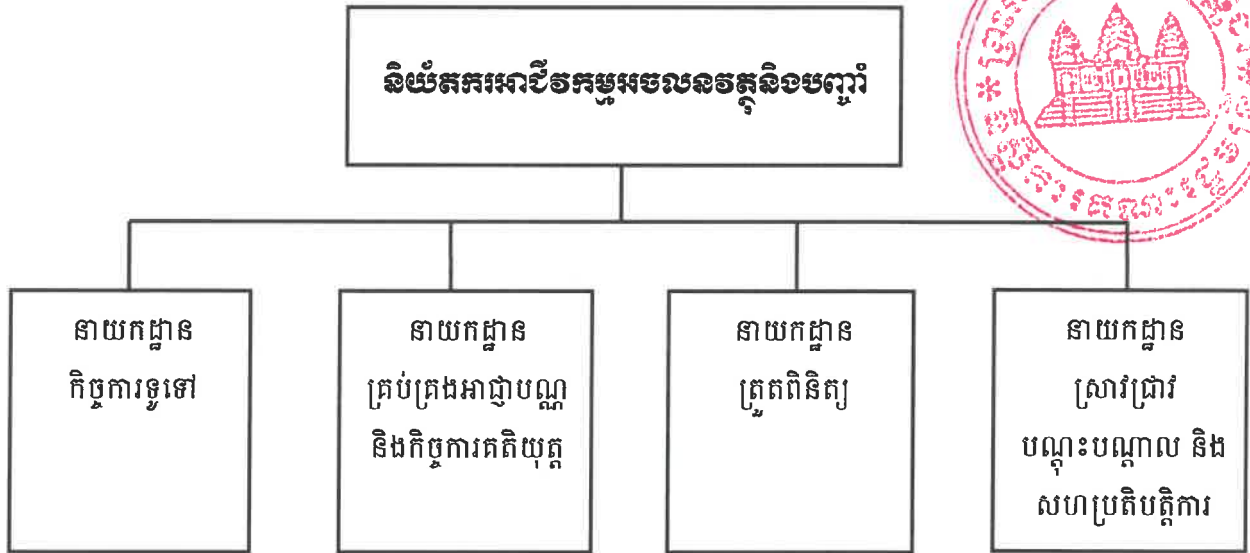 និយ័តករអាជីវកម្មអចលនវត្ថុនិងបញ្ចាំ
នាយកដ្ឋាន
កិច្ចការទូទៅ
នាយកដ្ឋាន
គ្រប់គ្រងអាជ្ញាបណ្ណ
និងកិច្ចការគតិយុត្ត
នាយកដ្ឋាន
ត្រួតពិនិត្យ
នាយកដ្ឋាន
ស្រាវជ្រាវ
បណ្តុះបណ្តាល និង
សហប្រតិបត្តិការ